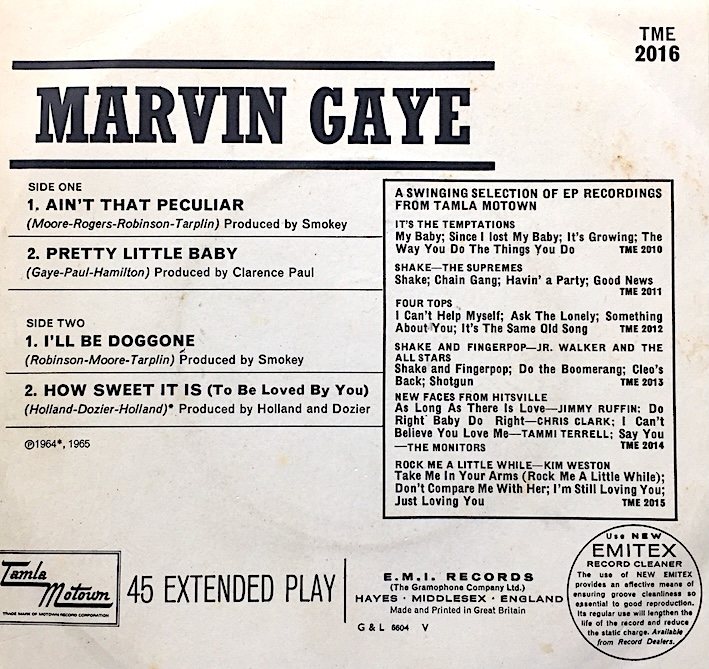 TME
2016
MARVIN GAYE
SIDE ONE
1. AIN'T THAT PECULIAR
(Moore-Rogers-Robinson-Tarplin) Produced by Smokey
2. PRETTY LITTLE BABY
(Gaye-Paul-Hamilton) Produced by Clarence Paul
SIDE TWO
1. I'LL BE DOGGONE
(Robinson-Moore-Tarplin) Produced by Smokey
2. HOW SWEET IT IS (To Be Loved By You)
(Holland-Dozier-Holland)* Produced by Holland and Dozier
℗1964*, 1965
A SWINGING SELECTION OF EP RECORDINGS
FROM TAMLA MOTOWN
IT'S THE TEMPTATIONS
My Baby; Since I lost My Baby; It's Growing; The
Way You Do The Things You Do TME 2010
SHAKE—THE SUPREMES
Shake; Chain Gang; Havin' a Party; Good News
TME 2011
FOUR TOPS
I Can't Help Myself; Ask The Lonely; Something
About You; It's The Same Old Song TME 2012
SHAKE AND FINGERPOP—JR. WALKER AND THE
ALL STARS
Shake and Fingerpop; Do the Boomerang; Cleo's
Back; Shotgun TME 2013
NEW FACES FROM HITSVILLE
As Long As There Is Love—JIMMY RUFFIN: Do
Right Baby Do Right—CHRIS CLARK; I Can't
Believe You Love Me—TAMMI TERRELL; Say You
—THE MONITORS TME 2014
ROCK ME A LITTLE WHILE—KIM WESTON
Take Me In Your Arms (Rock Me A Little While);
Don't Compare Me With Her; I'm Still Loving You;
Just Loving You TME 2015
Tamla
Motown
TRADE MARK OF MOTOWN RECORD CORPORATION
45 EXTENDED PLAY
E.M.I. RECORDS
(The Gramophone Company Ltd.)
HAYES · MIDDLESEX · ENGLAND
Made and Printed in Great Britain
G & L 6604 V
Use NEW
EMITEX
RECORD CLEANER
The use of NEW EMITEX
provides an effective means of
ensuring groove cleanliness so
essential to good reproduction.
Its regular use will lengthen the
life of the record and reduce
the static charge. Available
from Record Dealers.